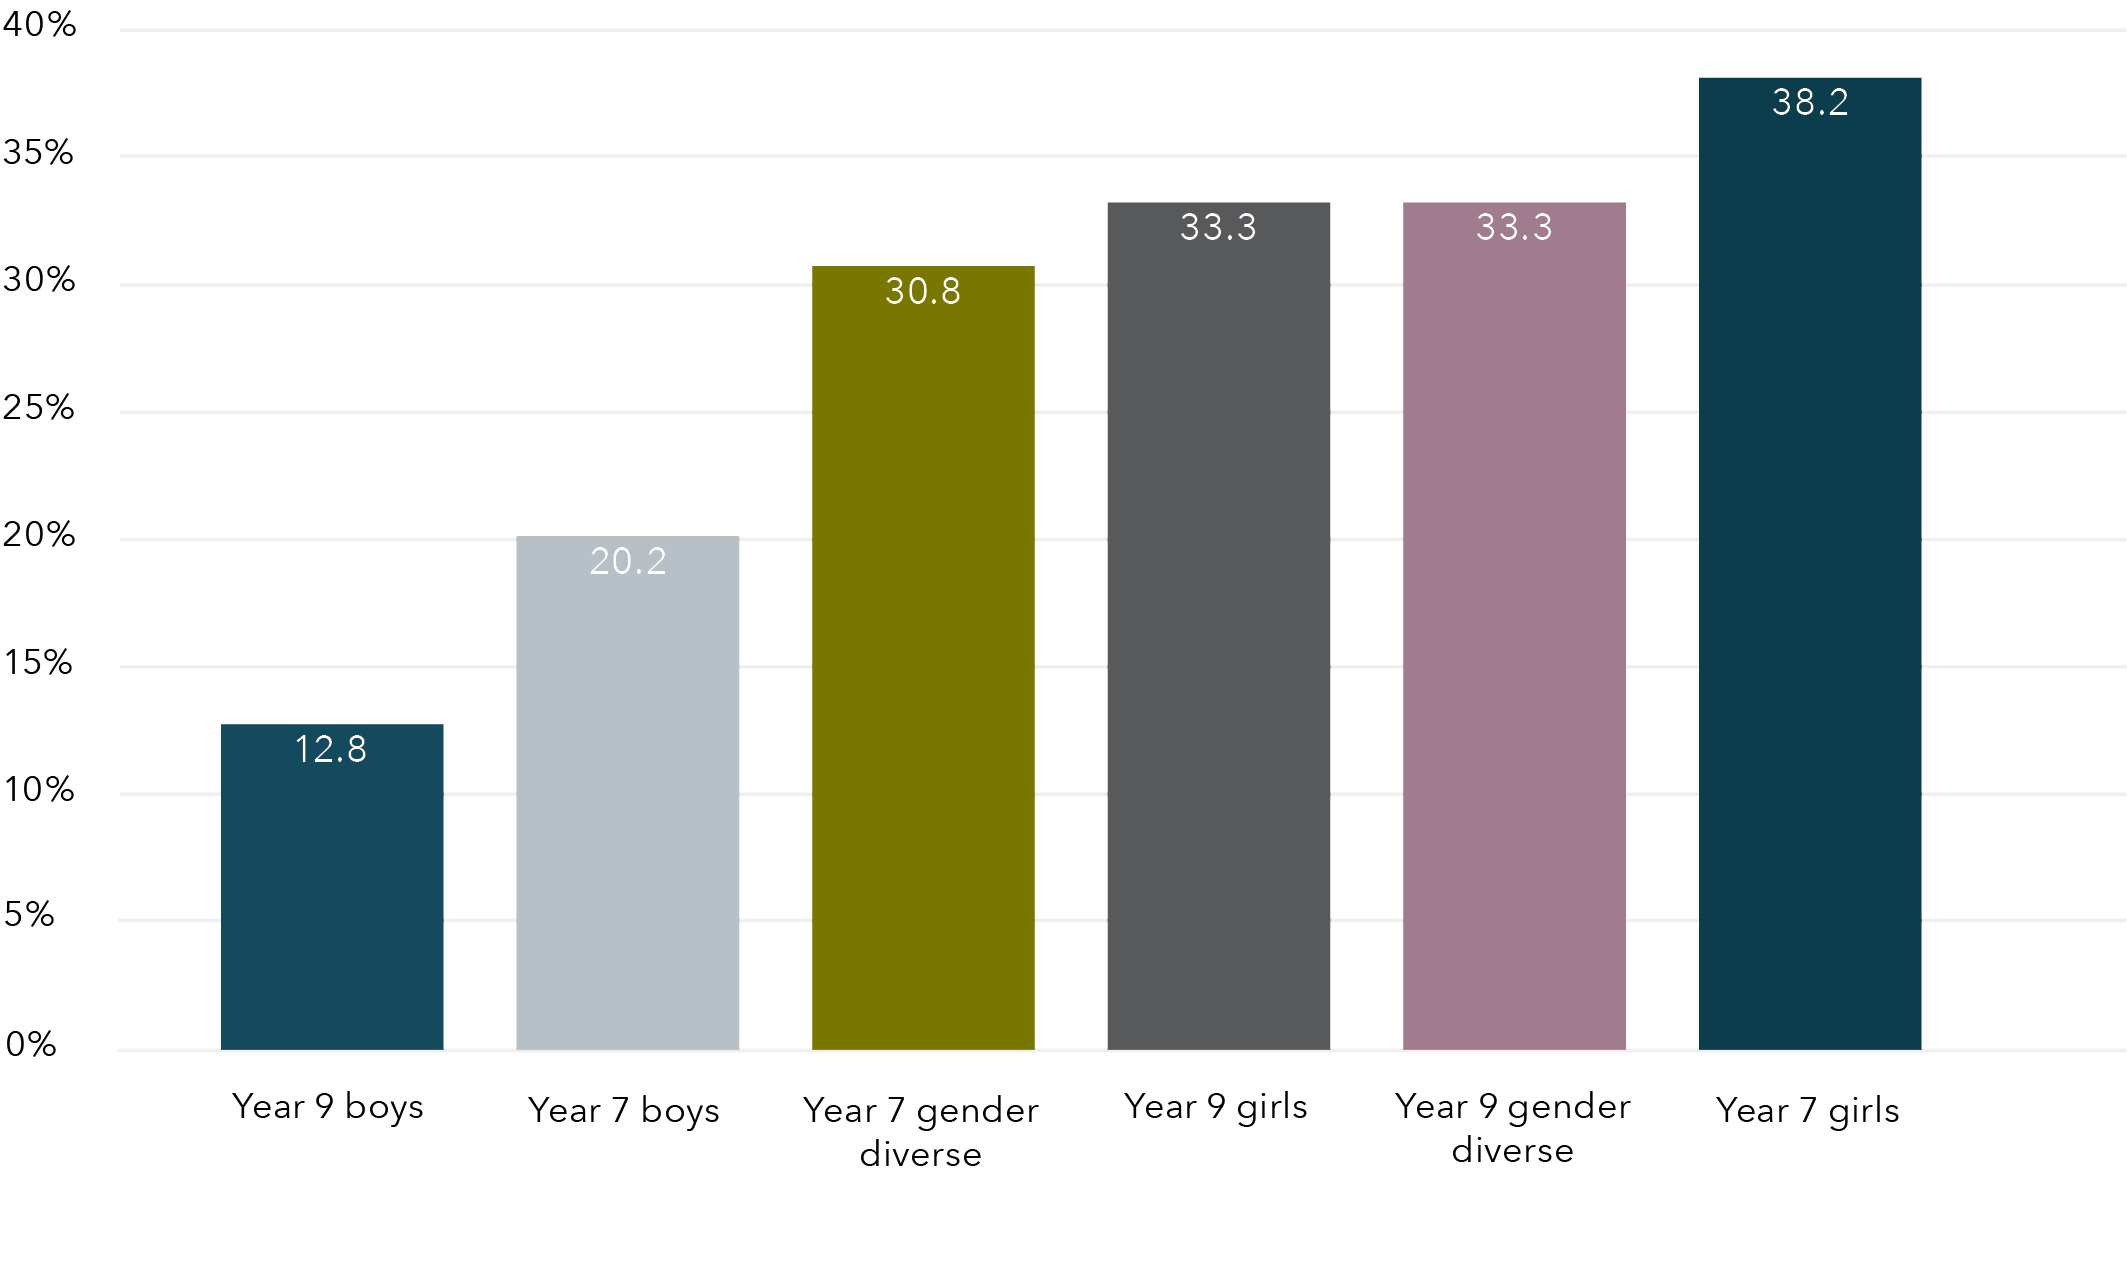 40%
35%
30%
25%
20%
15%
10%
5%
0%
12.8
20.2
30.8
33.3
33.3
38.2
Year 9 boys
Year 7 boys
Year 7 gender
diverse
Year 9 girls
Year 9 gender
diverse
Year 7 girls